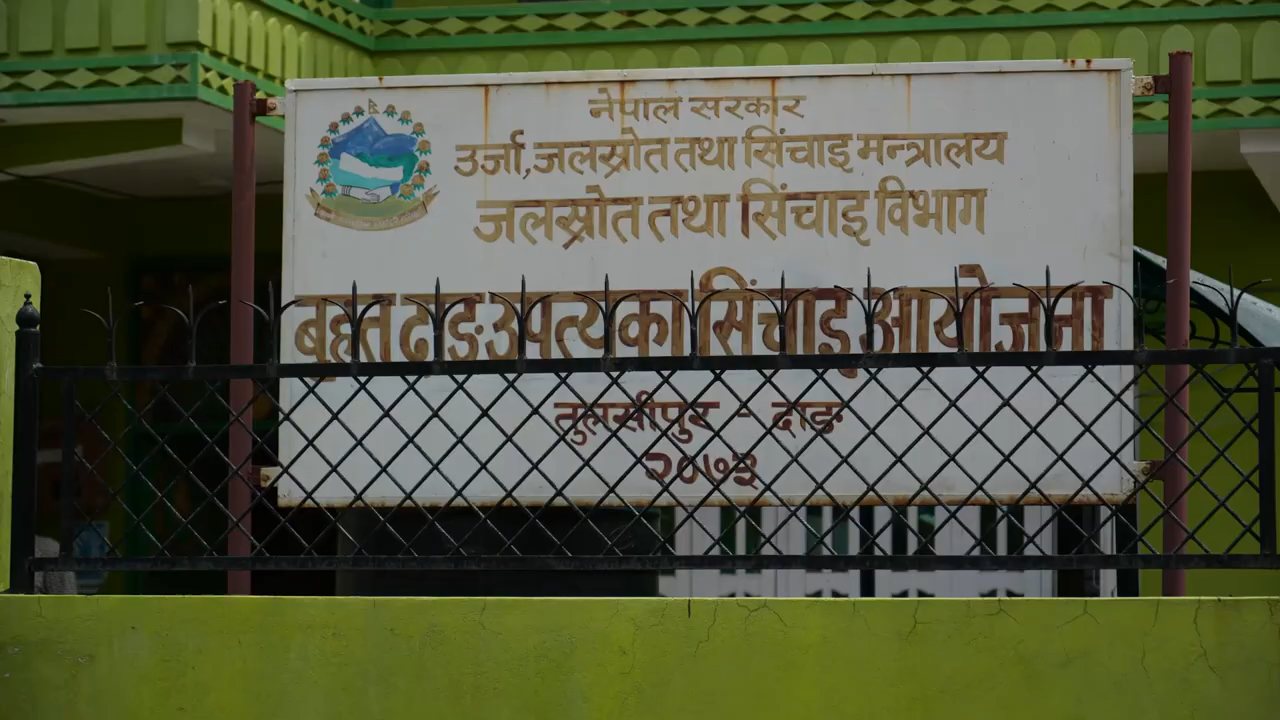 नेपाल सरकार
उर्जा, जलस्रोत तथा सिंचाइ मन्त्रालय
जलस्रोत तथा सिंचाइ विभाग
बृहत दाङ उपत्यका सिंचाइ आयोजना
तुलसीपुर - दाङ
२०७३